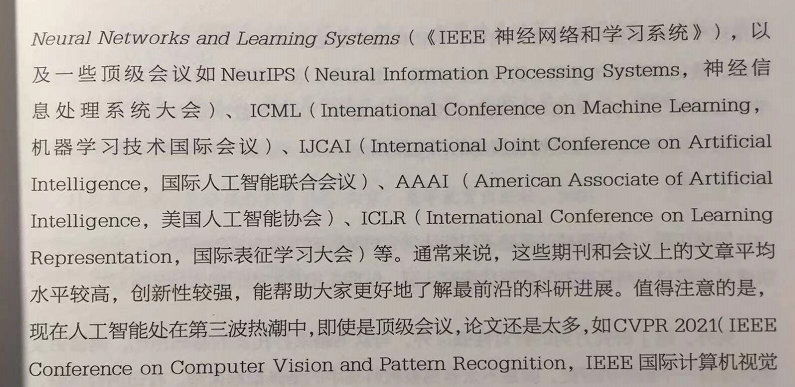 Neural Networks and Learning Systems（《IEEE 神经网络和学习系统》），以
及一些顶级会议如 NeurIPS（Neural Information Processing Systems，神经信
息处理系统大会）、ICML（International Conference on Machine Learning，
机器学习技术国际会议）、IJCAI（International Joint Conference on Artificial
Intelligence，国际人工智能联合会议）、AAAI （American Associate of Artificial
Intelligence，美国人工智能协会）、ICLR（International Conference on Learning
Representation，国际表征学习大会）等。通常来说，这些期刊和会议上的文章平均
水平较高，创新性较强，能帮助大家更好地了解最前沿的科研进展。值得注意的是，
现在人工智能处在第三波热潮中，即使是顶级会议，论文还是太多，如CVPR 2021（IEEE
Conference on Computer Vision and Pattern Recognition，IEEE 国际计算机视觉